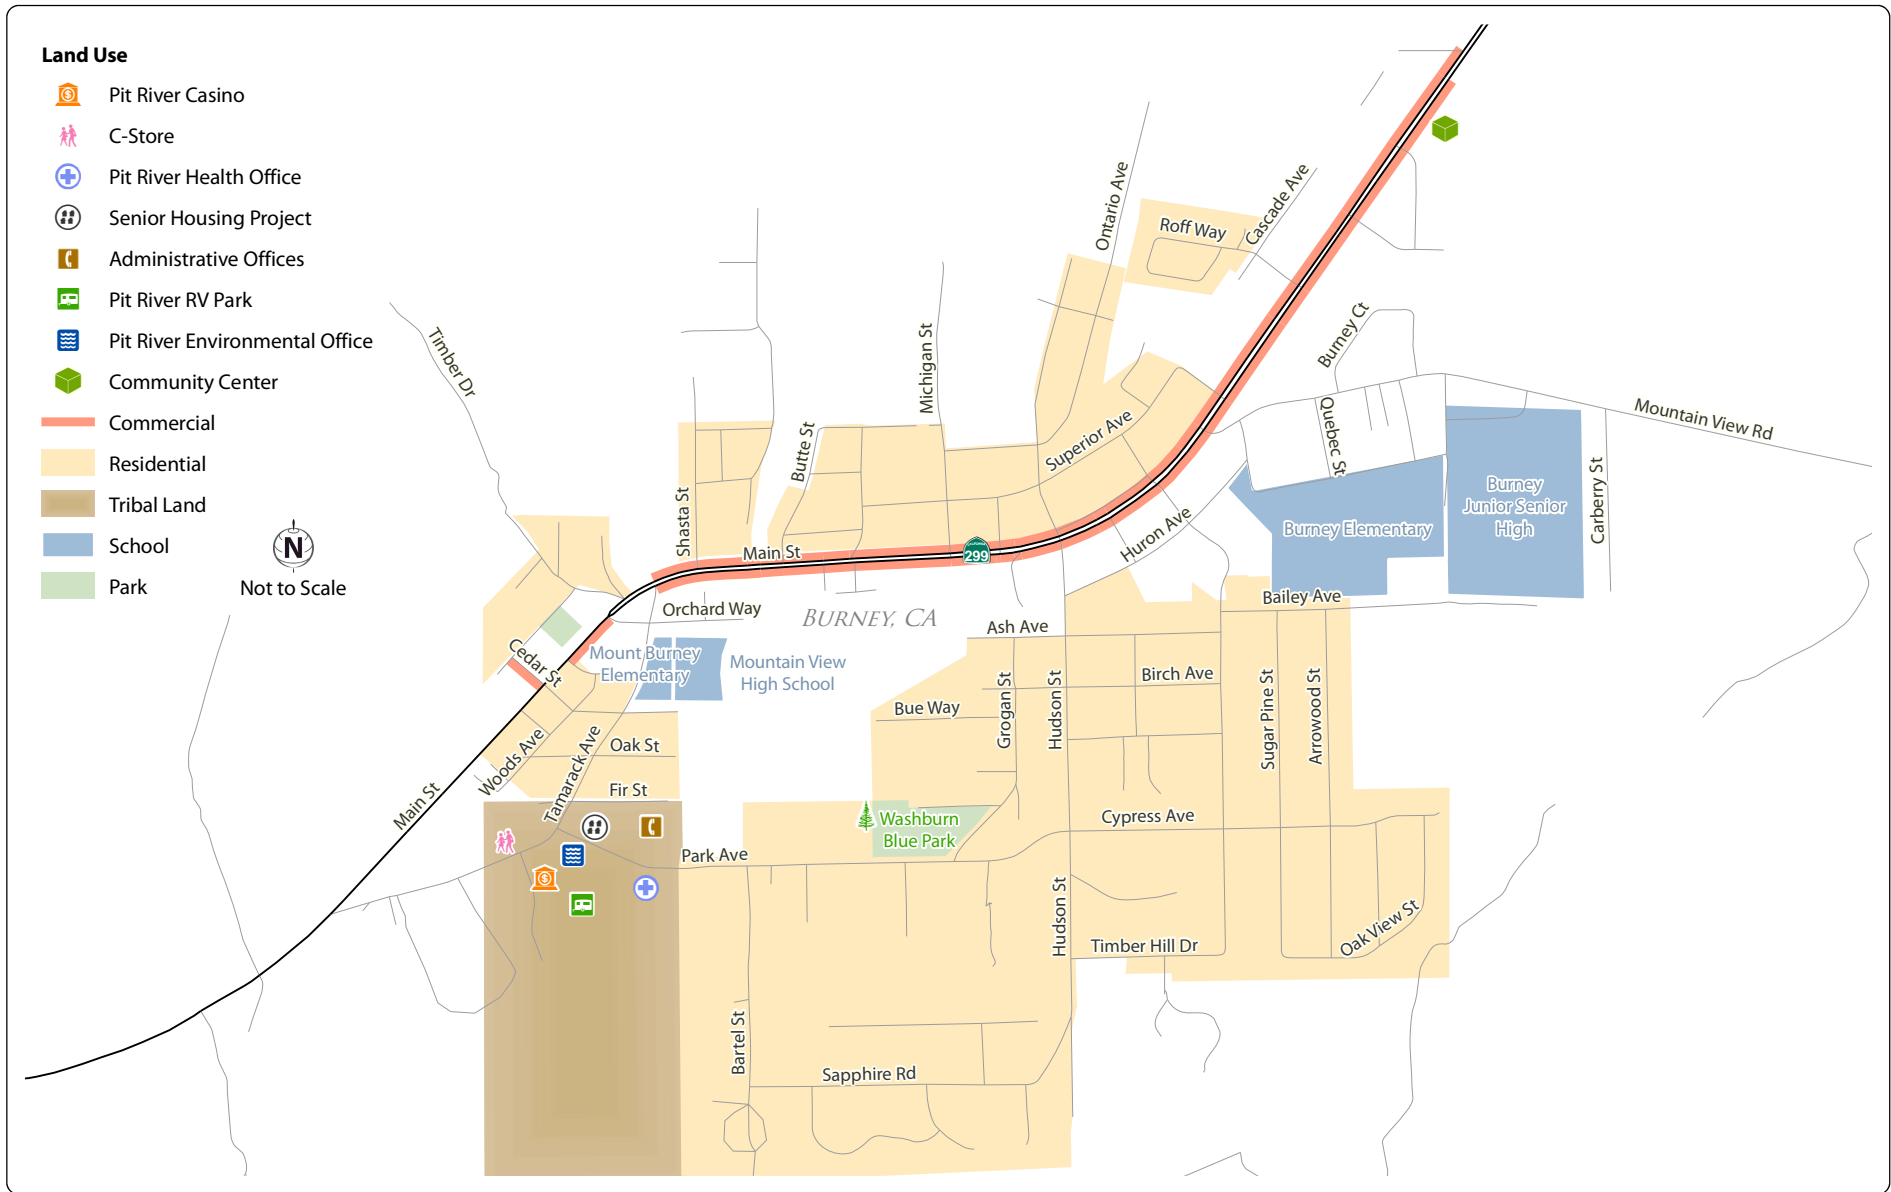 Land Use
Pit River Casino
C-Store
Pit River Health Office
Senior Housing Project
Administrative Offices
Pit River RV Park
Pit River Environmental Office
Community Center
Commercial
Residential
Tribal Land
School
Park
N
Not to Scale
Timber Dr
Ontario Ave
Roff Way
Cascade Ave
Burney Ct
Michigan St
Superior Ave
Butte St
Shasta St
Quebec St
Mountain View Rd
Burney
Junior Senior
High
Carberry St
Burney Elementary
Huron Ave
Main St
CALIFORNIA
299
Bailey Ave
Orchard Way
BURNEY, CA
Ash Ave
Cedar St
Mount Burney
Elementary
Mountain View
High School
Birch Ave
Grogan St
Hudson St
Sugar Pine St
Arrowood St
Bue Way
Oak St
Woods Ave
Tamarack Ave
Fir St
Main St
Washburn
Blue Park
Cypress Ave
Park Ave
Hudson St
Timber Hill Dr
Oak View St
Bartel St
Sapphire Rd